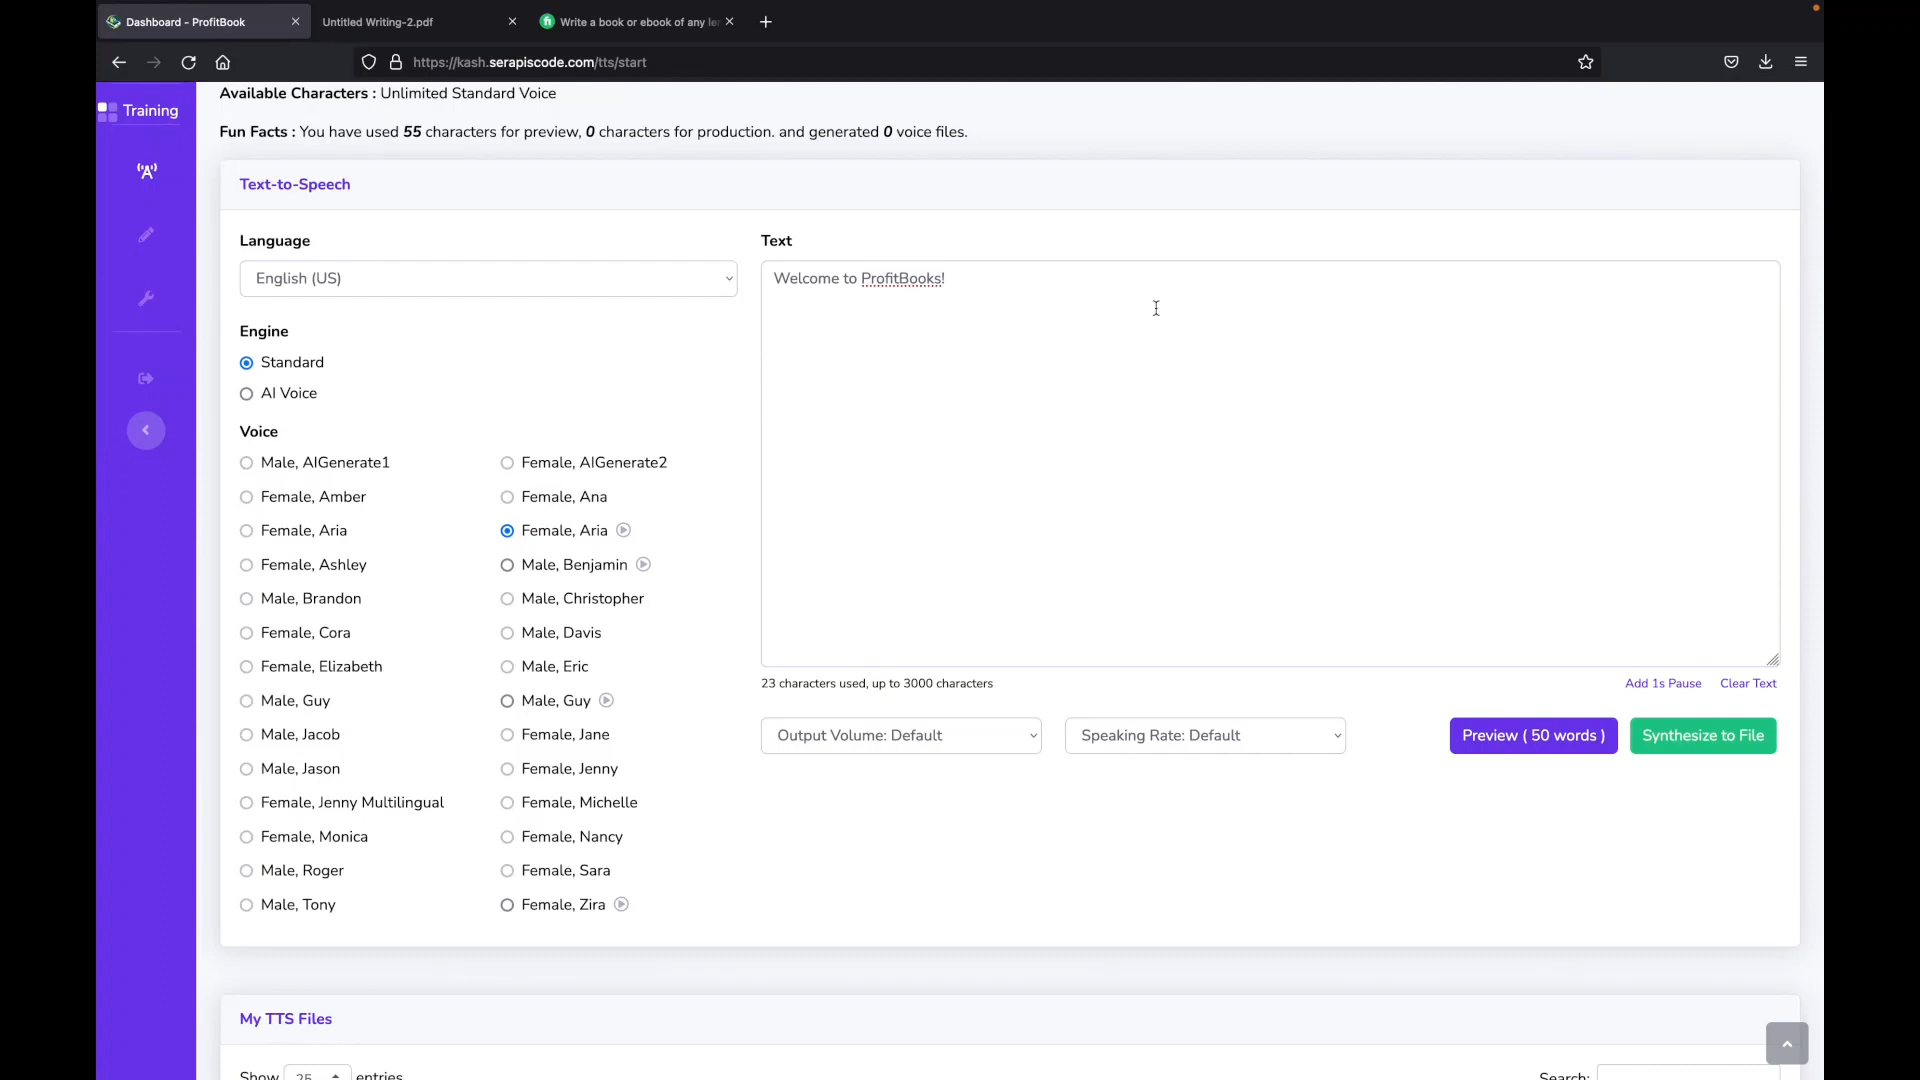 Dashboard - ProfitBook
Untitled Writing-2.pdf
Write a book or ebook of any le
https://kash.serapiscode.com/tts/start
Training
Available Characters : Unlimited Standard Voice
Fun Facts : You have used 55 characters for preview, 0 characters for production. and generated 0 voice files.
Text-to-Speech
Language
English (US)
Engine
Standard
AI Voice
Voice
Male, AIGenerate1
Female, AIGenerate2
Female, Amber
Female, Ana
Female, Aria
Female, Aria
Female, Ashley
Male, Benjamin
Male, Brandon
Male, Christopher
Female, Cora
Male, Davis
Female, Elizabeth
Male, Eric
Male, Guy
Male, Guy
Male, Jacob
Female, Jane
Male, Jason
Female, Jenny
Female, Jenny Multilingual
Female, Michelle
Female, Monica
Female, Nancy
Male, Roger
Female, Sara
Male, Tony
Female, Zira
Text
Welcome to ProfitBooks!
23 characters used, up to 3000 characters
Add 1s Pause
Clear Text
Output Volume: Default
Speaking Rate: Default
Preview ( 50 words )
Synthesize to File
My TTS Files
Show 25 entries
Search: